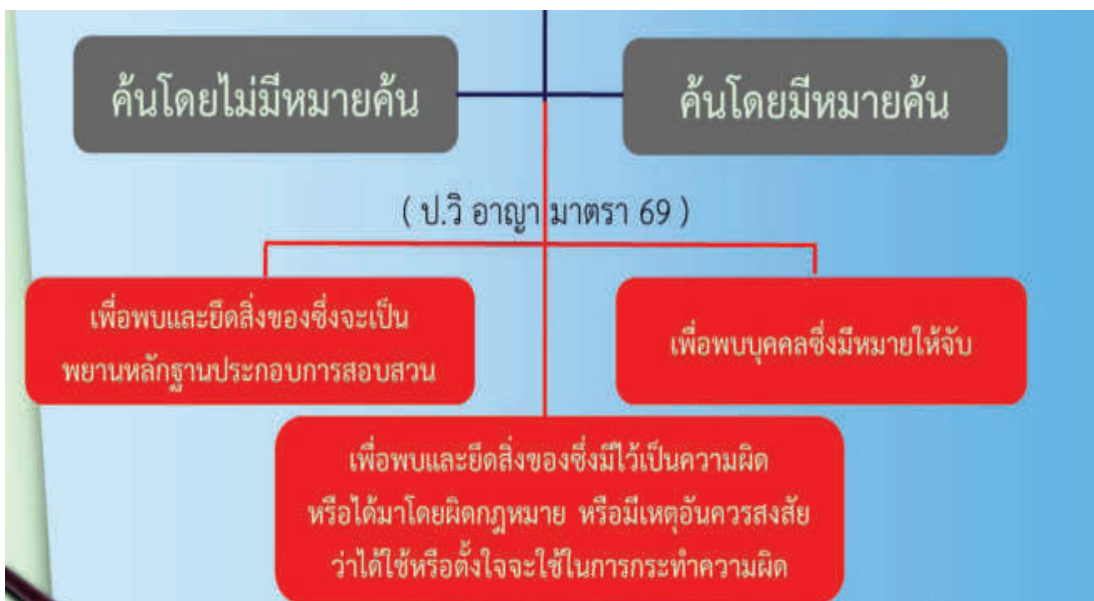 ค้นโดยไม่มีหมายค้น
ค้นโดยมีหมายค้น
( ป.วิ อาญา มาตรา 69 )
เพื่อพบและยึดสิ่งของซึ่งจะเป็น
พยานหลักฐานประกอบการสอบสวน
เพื่อพบบุคคลซึ่งมีหมายให้จับ
เพื่อพบและยึดสิ่งของซึ่งมีไว้เป็นความผิด
หรือได้มาโดยผิดกฎหมาย หรือมีเหตุอันควรสงสัย
ว่าได้ใช้หรือตั้งใจจะใช้ในการกระทำความผิด